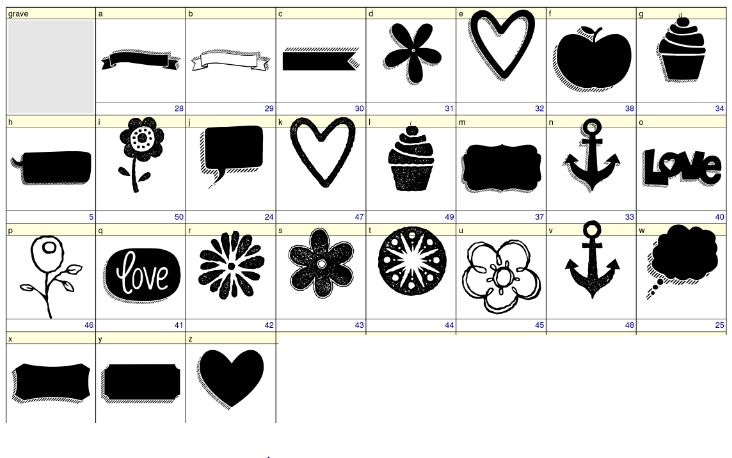 grave a b c d e f g
28 29 30 31 32 38 34
h i j k l m n o
LOVE
5 50 24 47 49 37 33 40
p q r s t u v w
love
46 41 42 43 44 45 48 25
x y z